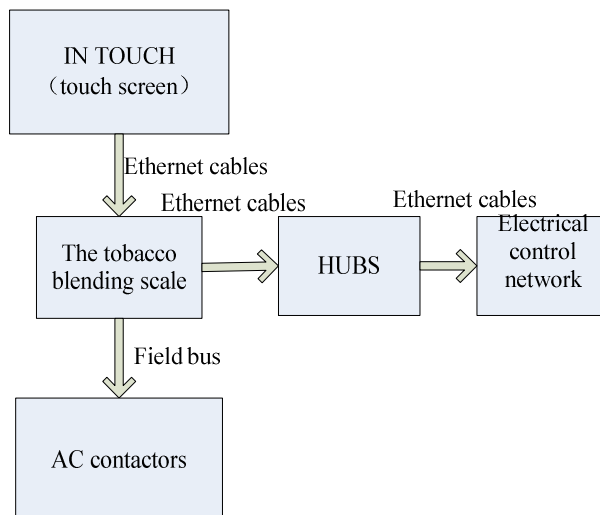 IN TOUCH
（touch screen）
Ethernet cables
Ethernet cables
Ethernet cables
The tobacco
blending scale
HUBS
Electrical
control
network
Field bus
AC contactors